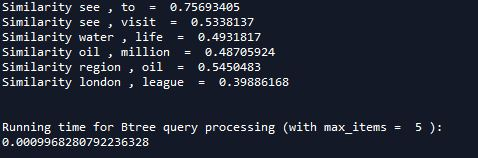 Similarity see , to  =  0.75693405
Similarity see , visit  =  0.5338137
Similarity water , life  =  0.4931817
Similarity oil , million  =  0.48705924
Similarity region , oil  =  0.5450483
Similarity london , league  =  0.39886168
Running time for Btree query processing (with max_items =  5 ):
0.0009968280792236328